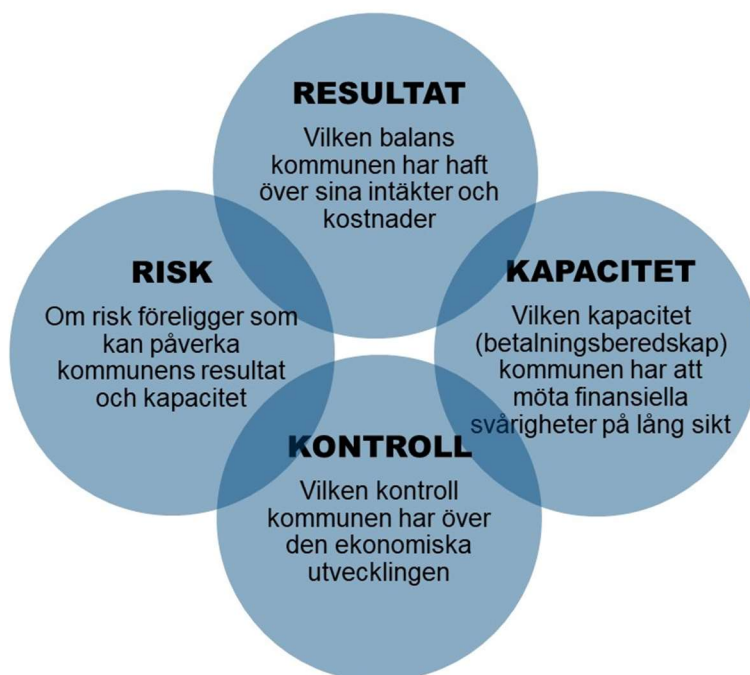 RESULTAT
Vilken balans
kommunen har haft
över sina intäkter och
kostnader
RISK
Om risk föreligger som
kan påverka
kommunens resultat
och kapacitet
KAPACITET
Vilken kapacitet
(betalningsberedskap)
kommunen har att
möta finansiella
svårigheter på lång sikt
KONTROLL
Vilken kontroll
kommunen har över
den ekonomiska
utvecklingen